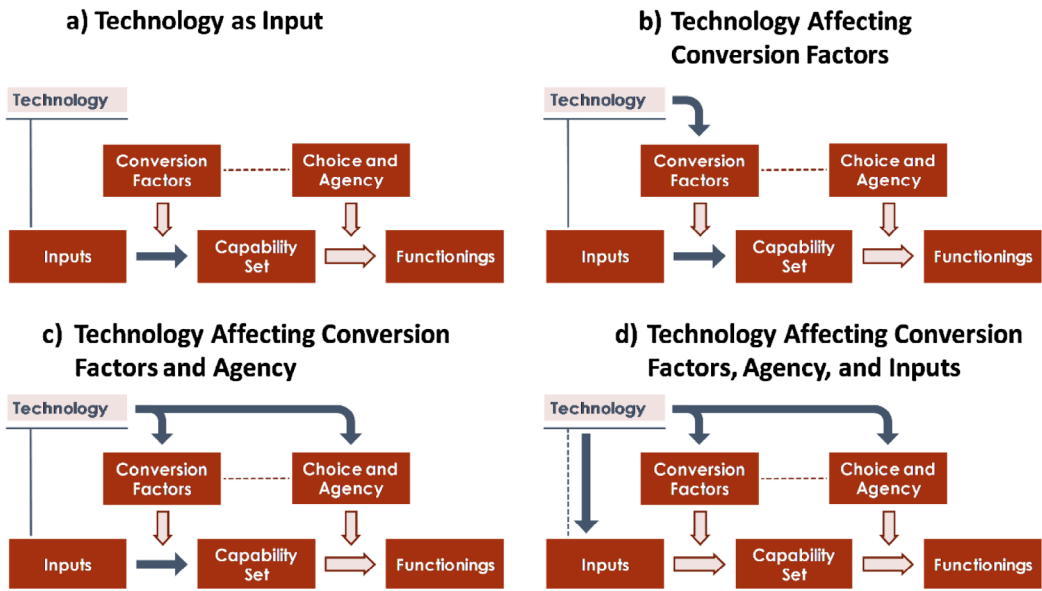 a) Technology as Input
Technology
Conversion
Factors
Choice and
Agency
Inputs
Capability
Set
Functionings
b) Technology Affecting
Conversion Factors
Technology
Conversion
Factors
Choice and
Agency
Inputs
Capability
Set
Functionings
c) Technology Affecting Conversion
Factors and Agency
Technology
Conversion
Factors
Choice and
Agency
Inputs
Capability
Set
Functionings
d) Technology Affecting Conversion
Factors, Agency, and Inputs
Technology
Conversion
Factors
Choice and
Agency
Inputs
Capability
Set
Functionings